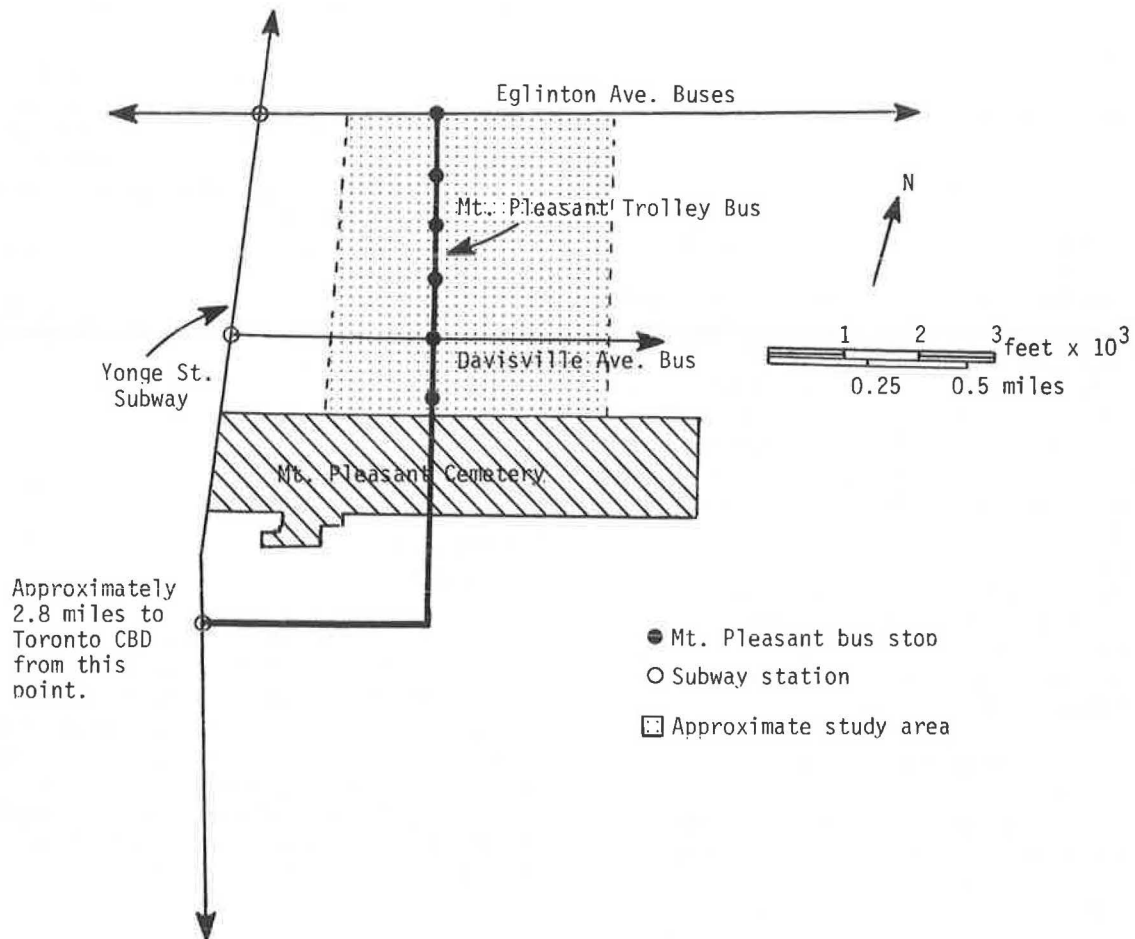 Eglinton Ave. Buses
N
Mt. Pleasant Trolley Bus
1 2 3 feet x 10³
0.25 0.5 miles
Davisville Ave. Bus
Yonge St.
Subway
Mt. Pleasant Cemetery
Approximately
2.8 miles to
Toronto CBD
from this
point.
Mt. Pleasant bus stop
Subway station
Approximate study area